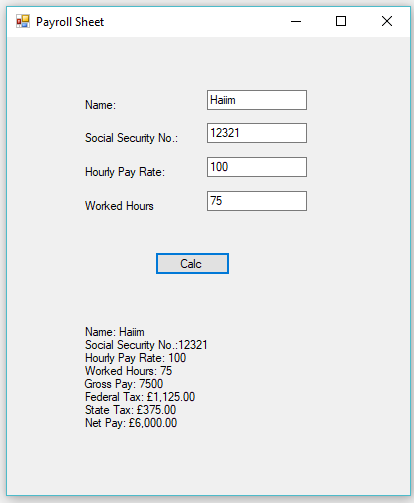 Payroll Sheet
Name: Haiim
Social Security No.: 12321
Hourly Pay Rate: 100
Worked Hours 75
Calc
Name: Haiim
Social Security No.:12321
Hourly Pay Rate: 100
Worked Hours: 75
Gross Pay: 7500
Federal Tax: £1,125.00
State Tax: £375.00
Net Pay: £6,000.00